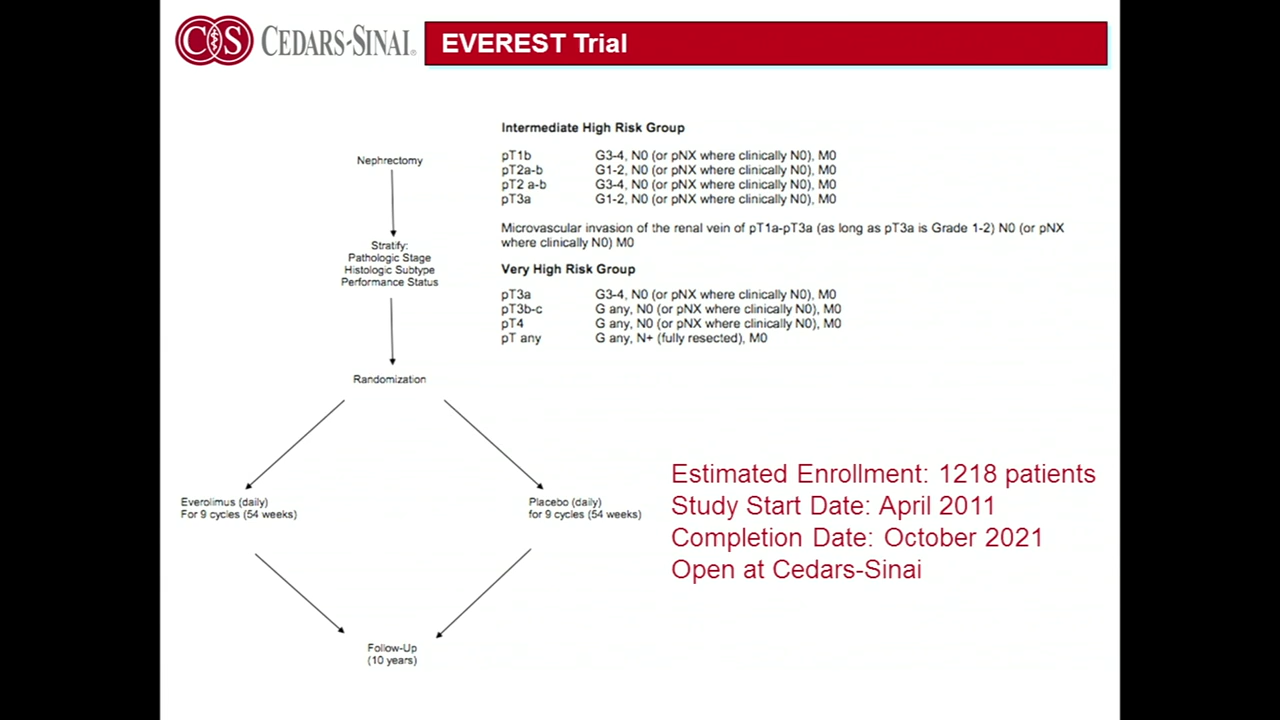 CEDARS-SINAI®
EVEREST Trial
Intermediate High Risk Group
pT1b G3-4, N0 (or pNX where clinically N0), M0
pT2a-b G1-2, N0 (or pNX where clinically N0), M0
pT2 a-b G3-4, N0 (or pNX where clinically N0), M0
pT3a G1-2, N0 (or pNX where clinically N0), M0
Microvascular invasion of the renal vein of pT1a-pT3a (as long as pT3a is Grade 1-2) N0 (or pNX
where clinically N0) M0
Very High Risk Group
pT3a G3-4, N0 (or pNX where clinically N0), M0
pT3b-c G any, N0 (or pNX where clinically N0), M0
pT4 G any, N0 (or pNX where clinically N0), M0
pT any G any, N+ (fully resected), M0
Nephrectomy
Stratify:
Pathologic Stage
Histologic Subtype
Performance Status
Randomization
Everolimus (daily)
For 9 cycles (54 weeks)
Placebo (daily)
for 9 cycles (54 weeks)
Follow-Up
(10 years)
Estimated Enrollment: 1218 patients
Study Start Date: April 2011
Completion Date: October 2021
Open at Cedars-Sinai